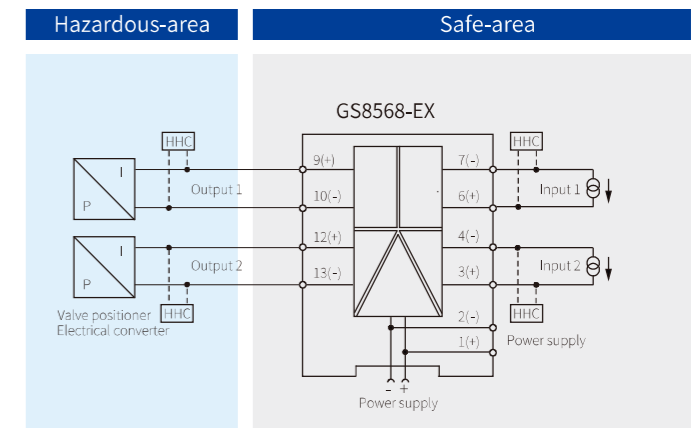 Hazardous-area
Safe-area
GS8568-EX
HHC
HHC
I
P
9(+)
7(-)
Output 1
10(-)
6(+)
Input 1
I
P
12(+)
4(-)
Output 2
13(-)
3(+)
Input 2
HHC
HHC
Valve positioner
Electrical converter
2(-)
1(+)
Power supply
- +
Power supply